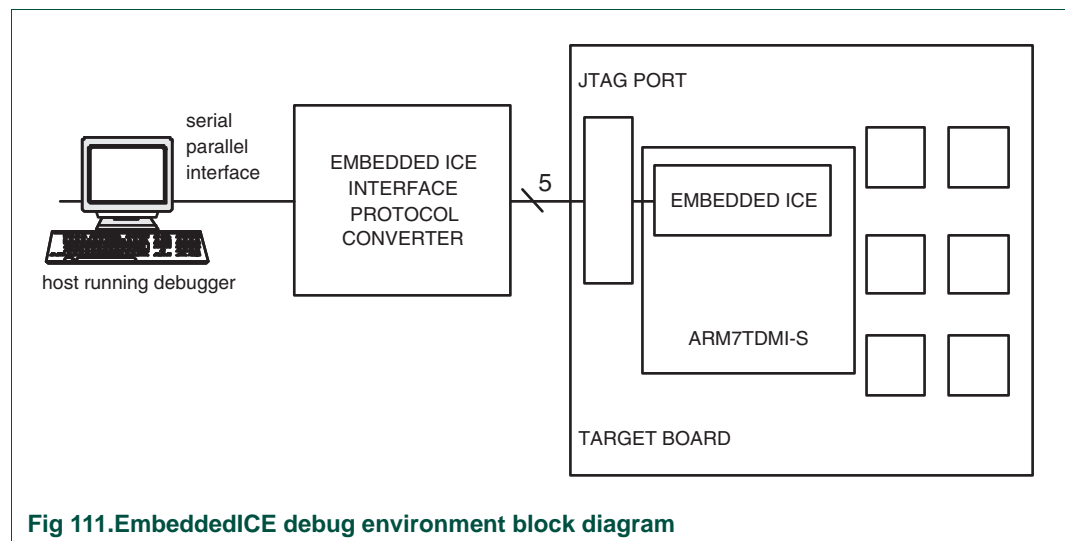 serial
parallel
interface
host running debugger
EMBEDDED ICE
INTERFACE
PROTOCOL
CONVERTER
5
JTAG PORT
EMBEDDED ICE
ARM7TDMI-S
TARGET BOARD
Fig 111.EmbeddedICE debug environment block diagram